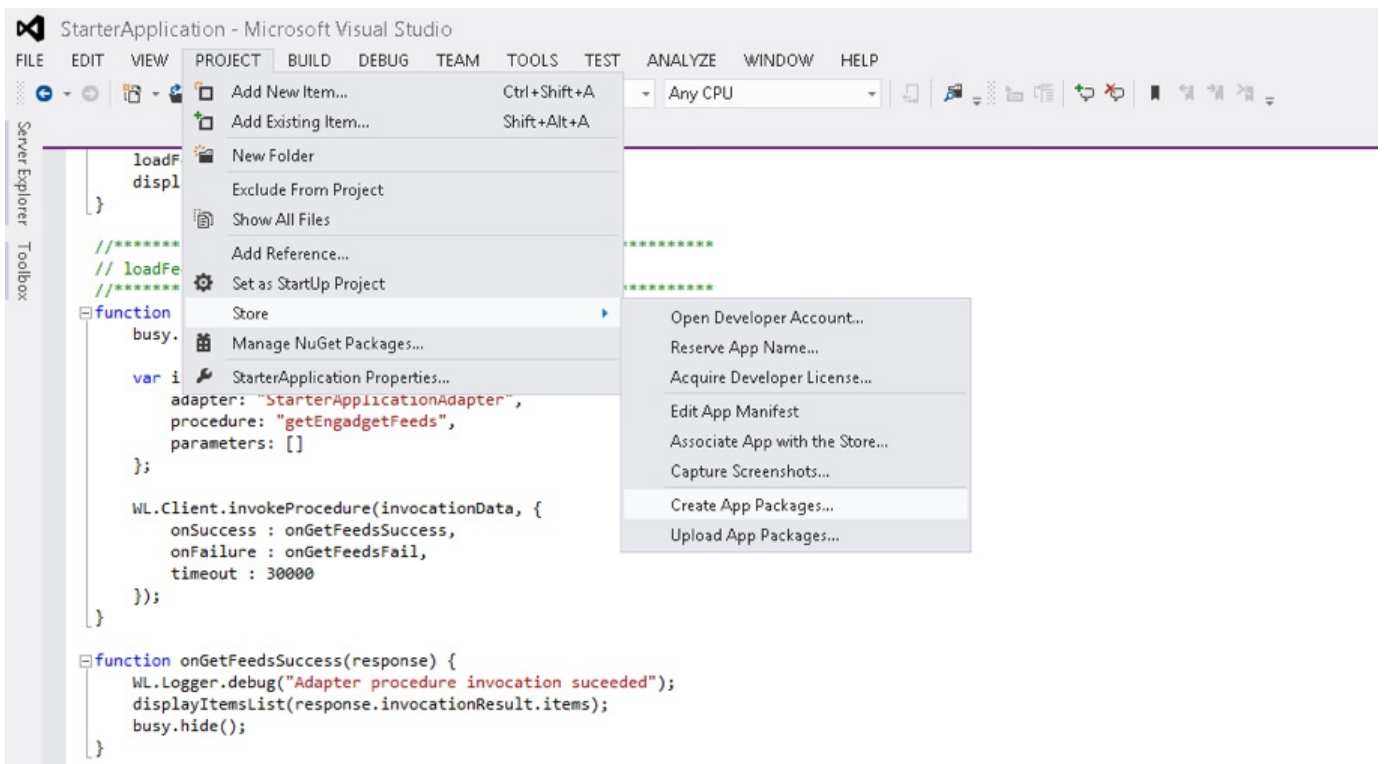 StarterApplication - Microsoft Visual Studio
FILE EDIT VIEW PROJECT BUILD DEBUG TEAM TOOLS TEST ANALYZE WINDOW HELP
Any CPU
Server Explorer
Toolbox
Add New Item... Ctrl+Shift+A
Add Existing Item... Shift+Alt+A
New Folder
Exclude From Project
Show All Files
Add Reference...
Set as StartUp Project
Store
Manage NuGet Packages...
StarterApplication Properties...
Open Developer Account...
Reserve App Name...
Acquire Developer License...
Edit App Manifest
Associate App with the Store...
Capture Screenshots...
Create App Packages...
Upload App Packages...
loadF
displ
}
//******* **********
// loadFe
//******* **********
function
busy.
var i
adapter: "StarterApplicationAdapter",
procedure: "getEngadgetFeeds",
parameters: []
};
WL.Client.invokeProcedure(invocationData, {
onSuccess : onGetFeedsSuccess,
onFailure : onGetFeedsFail,
timeout : 30000
});
}
function onGetFeedsSuccess(response) {
WL.Logger.debug("Adapter procedure invocation suceeded");
displayItemsList(response.invocationResult.items);
busy.hide();
}